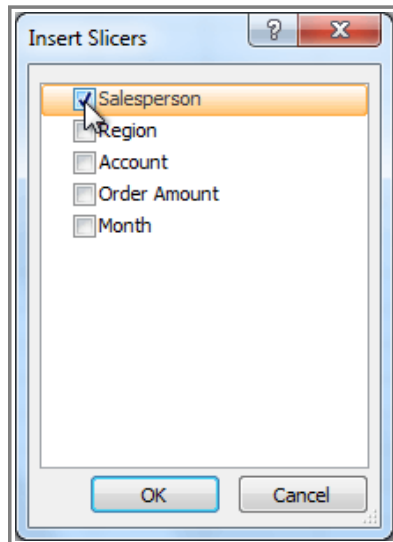 Insert Slicers
?
Salesperson
Region
Account
Order Amount
Month
OK Cancel